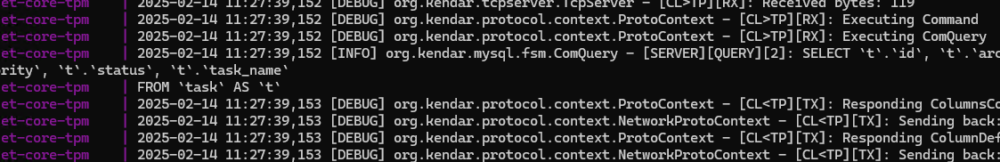 et-core-tpm | 2025-02-14 11:27:39,152 [DEBUG] org.kendar.tcpserver.TcpServer - [CL>TP][RX]: Received bytes: 119
et-core-tpm | 2025-02-14 11:27:39,152 [DEBUG] org.kendar.protocol.context.ProtoContext - [CL>TP][RX]: Executing Command
et-core-tpm | 2025-02-14 11:27:39,152 [DEBUG] org.kendar.protocol.context.ProtoContext - [CL>TP][RX]: Executing ComQuery
et-core-tpm | 2025-02-14 11:27:39,152 [INFO] org.kendar.mysql.fsm.ComQuery - [SERVER][QUERY][2]: SELECT `t`.`id`, `t`.`arc
rity`, `t`.`status`, `t`.`task_name`
et-core-tpm | FROM `task` AS `t`
et-core-tpm | 2025-02-14 11:27:39,153 [DEBUG] org.kendar.protocol.context.ProtoContext - [CL<TP][TX]: Responding ColumnsCo
et-core-tpm | 2025-02-14 11:27:39,153 [DEBUG] org.kendar.protocol.context.NetworkProtoContext - [CL<TP][TX]: Sending back:
et-core-tpm | 2025-02-14 11:27:39,153 [DEBUG] org.kendar.protocol.context.ProtoContext - [CL<TP][TX]: Responding ColumnDef
et-core-tpm | 2025-02-14 11:27:39,153 [DEBUG] org.kendar.protocol.context.NetworkProtoContext - [CL<TP][TX]: Sending back: